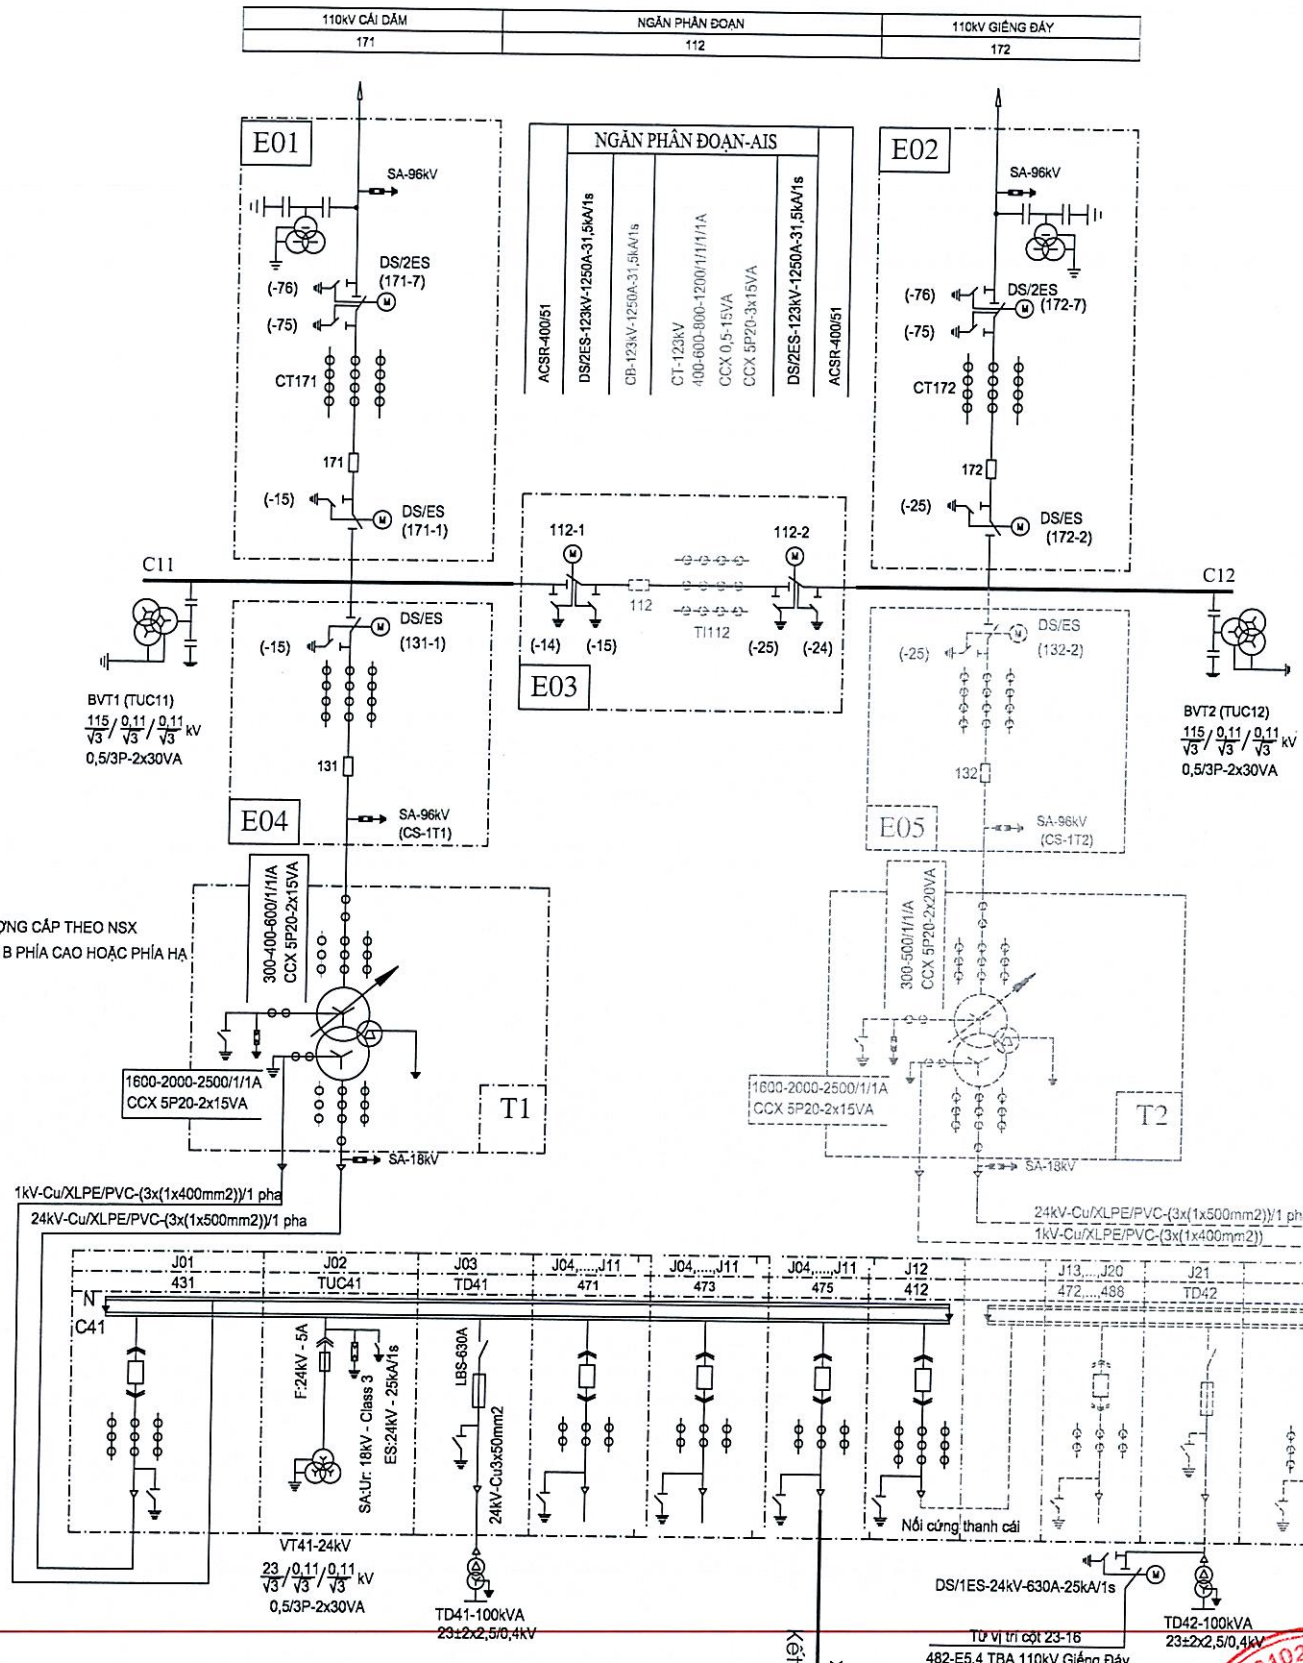 110kV CÁI DĂM
NGĂN PHÂN ĐOẠN
110kV GIẾNG ĐÁY
171
112
172
E01
SA-96kV
DS/2ES
(171-7)
(-76)
(-75)
CT171
171
(-15)
DS/ES
(171-1)
NGĂN PHÂN ĐOẠN-AIS
ACSR-400/51
DS/2ES-123kV-1250A-31,5kA/1s
CB-123kV-1250A-31,5kA/1s
CT-123kV
400-600-800-1200/1/1/1/1A
CCX 0,5-15VA
CCX 5P20-3x15VA
DS/2ES-123kV-1250A-31,5kA/1s
ACSR-400/51
E02
SA-96kV
DS/2ES
(172-7)
(-76)
(-75)
CT172
172
(-25)
DS/ES
(172-2)
C11
112-1
112-2
112
TI112
(-14)
(-15)
(-25)
(-24)
E03
C12
BVT1 (TUC11)
115/√3 / 0,11/√3 / 0,11/√3 kV
0,5/3P-2x30VA
DS/ES
(131-1)
(-15)
131
SA-96kV
(CS-1T1)
E04
DS/ES
(132-2)
(-25)
132
SA-96kV
(CS-1T2)
E05
BVT2 (TUC12)
115/√3 / 0,11/√3 / 0,11/√3 kV
0,5/3P-2x30VA
CẤP THEO NSX
B PHÍA CAO HOẶC PHÍA HẠ
300-400-600/1/1/A
CCX 5P20-2x15VA
1600-2000-2500/1/1A
CCX 5P20-2x15VA
T1
SA-18kV
300-500/1/1/A
CCX 5P20-2x20VA
1600-2000-2500/1/1A
CCX 5P20-2x15VA
T2
SA-18kV
1kV-Cu/XLPE/PVC-(3x(1x400mm2))/1 pha
24kV-Cu/XLPE/PVC-(3x(1x500mm2))/1 pha
24kV-Cu/XLPE/PVC-(3x(1x500mm2))/1 ph
1kV-Cu/XLPE/PVC-(3x(1x400mm2))
J01
J02
J03
J04,....,J11
J04,....,J11
J04,....,J11
J12
J13,...,J20
J21
431
TUC41
TD41
471
473
475
412
472,...,488
TD42
N
C41
F:24kV - 5A
SA:Ur: 18kV - Class 3
ES:24kV - 25kA/1s
LBS-630A
24kV-Cu3x50mm2
Nối cứng thanh cái
VT41-24kV
23/√3 / 0,11/√3 / 0,11/√3 kV
0,5/3P-2x30VA
TD41-100kVA
23±2x2,5/0,4kV
DS/1ES-24kV-630A-25kA/1s
TD42-100kVA
23±2x2,5/0,4kV
Từ vị trí cột 23-16
482-E5.4 TBA 110kV Giếng Đáy
Kết